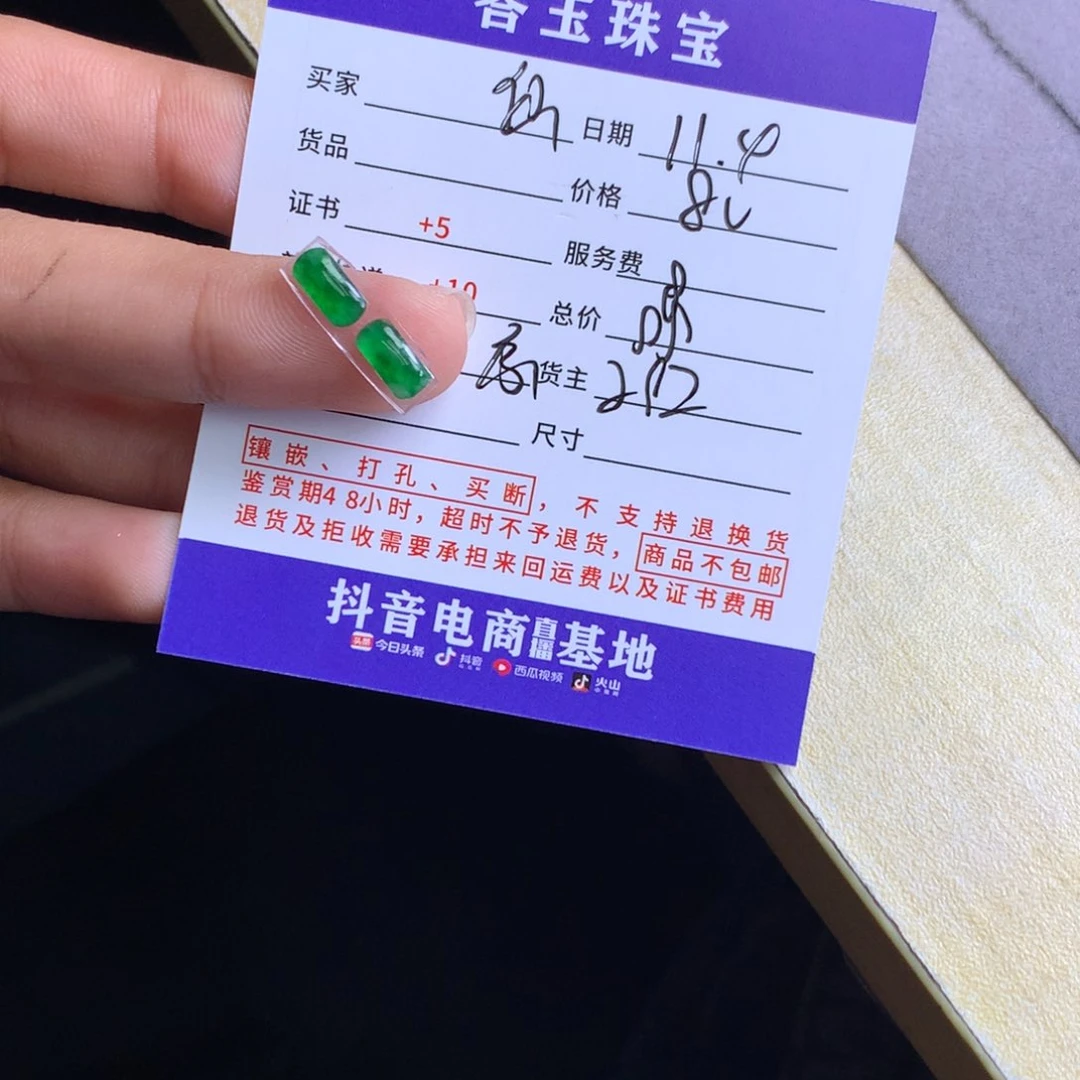 玉珠宝
买家 日期 11.4
货品 价格 80
证书 +5 服务费
+10 总价
货主 212
尺寸
镶嵌、打孔、买断，不支持退换货
鉴赏期48小时，超时不予退货，商品不包邮
退货及拒收需要承担来回运费以及证书费用
抖音电商直播基地
头条 今日头条 抖音 西瓜视频 火山